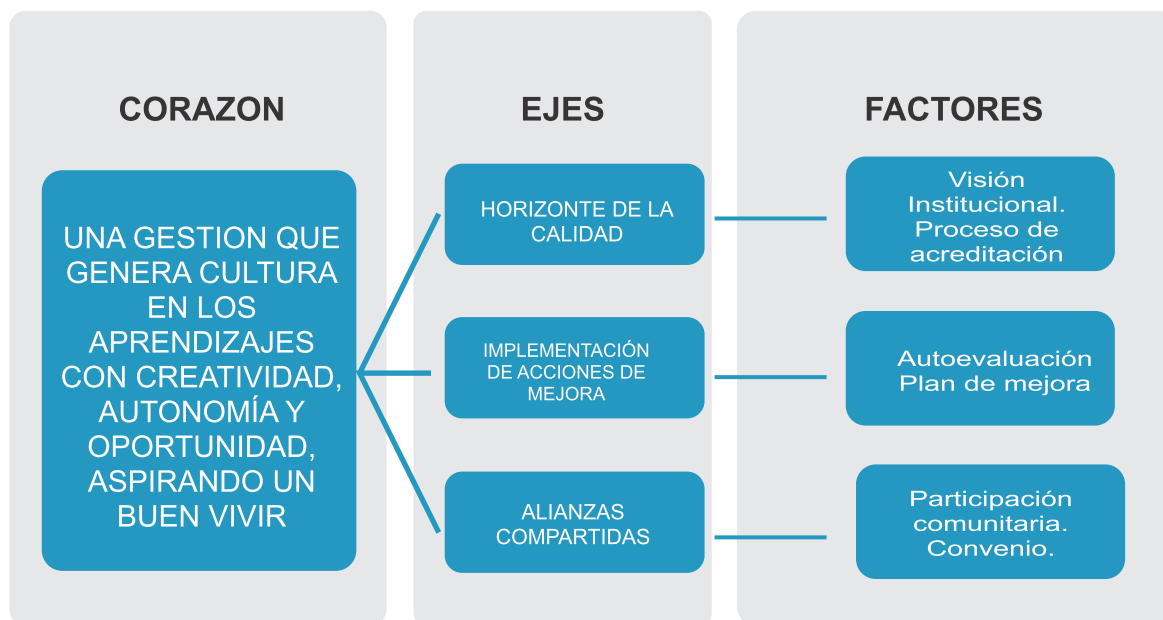 CORAZON
UNA GESTION QUE
GENERA CULTURA
EN LOS
APRENDIZAJES
CON CREATIVIDAD,
AUTONOMÍA Y
OPORTUNIDAD,
ASPIRANDO UN
BUEN VIVIR
EJES
HORIZONTE DE LA
CALIDAD
IMPLEMENTACIÓN
DE ACCIONES DE
MEJORA
ALIANZAS
COMPARTIDAS
FACTORES
Visión
Institucional.
Proceso de
acreditación
Autoevaluación
Plan de mejora
Participación
comunitaria.
Convenio.